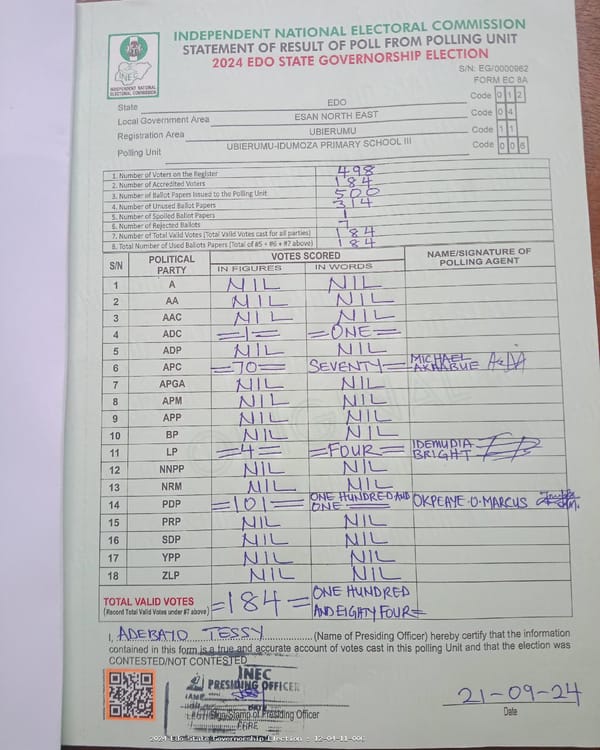 INDEPENDENT NATIONAL ELECTORAL COMMISSION
STATEMENT OF RESULT OF POLL FROM POLLING UNIT
2024 EDO STATE GOVERNORSHIP ELECTION
INEC
INDEPENDENT NATIONAL
ELECTORAL COMMISSION
S/N: EG/0000962
FORM EC 8A
State EDO Code 0 1 2
Local Government Area ESAN NORTH EAST Code 0 4
Registration Area UBIERUMU Code 1 1
Polling Unit UBIERUMU-IDUMOZA PRIMARY SCHOOL III Code 0 0 6
1. Number of Voters on the Register 498
2. Number of Accredited Voters 184
3. Number of Ballot Papers Issued to the Polling Unit 500
4. Number of Unused Ballot Papers 314
5. Number of Spoiled Ballot Papers 1
6. Number of Rejected Ballots
7. Number of Total Valid Votes (Total Valid Votes cast for all parties) 184
8. Total Number of Used Ballots Papers (Total of #5 + #6 + #7 above) 184
S/N POLITICAL PARTY VOTES SCORED NAME/SIGNATURE OF POLLING AGENT
IN FIGURES IN WORDS
1 A NIL NIL
2 AA NIL NIL
3 AAC NIL NIL
4 ADC =1= =ONE=
5 ADP NIL NIL
6 APC =70= SEVENTY= MICHAEL AKHABUE
7 APGA NIL NIL
8 APM NIL NIL
9 APP NIL NIL
10 BP NIL NIL
11 LP =4= =FOUR= IDEMUDIA BRIGHT
12 NNPP NIL NIL
13 NRM NIL NIL
14 PDP =101= ONE HUNDRED AND ONE= OKPEAYE·O·MARCUS
15 PRP NIL NIL
16 SDP NIL NIL
17 YPP NIL NIL
18 ZLP NIL NIL
TOTAL VALID VOTES =184= ONE HUNDRED
(Record Total Valid Votes under #7 above) AND EIGHTY FOUR=
I, ADEBAYO TESSY (Name of Presiding Officer) hereby certify that the information
contained in this form is a true and accurate account of votes cast in this polling Unit and that the election was
CONTESTED/NOT CONTESTED
INEC
PRESIDING OFFICER
NAME
DATE
Sign/Stamp of Presiding Officer
21-09-24
Date
2024 EDO State Governorship Election - 12-04-11-006